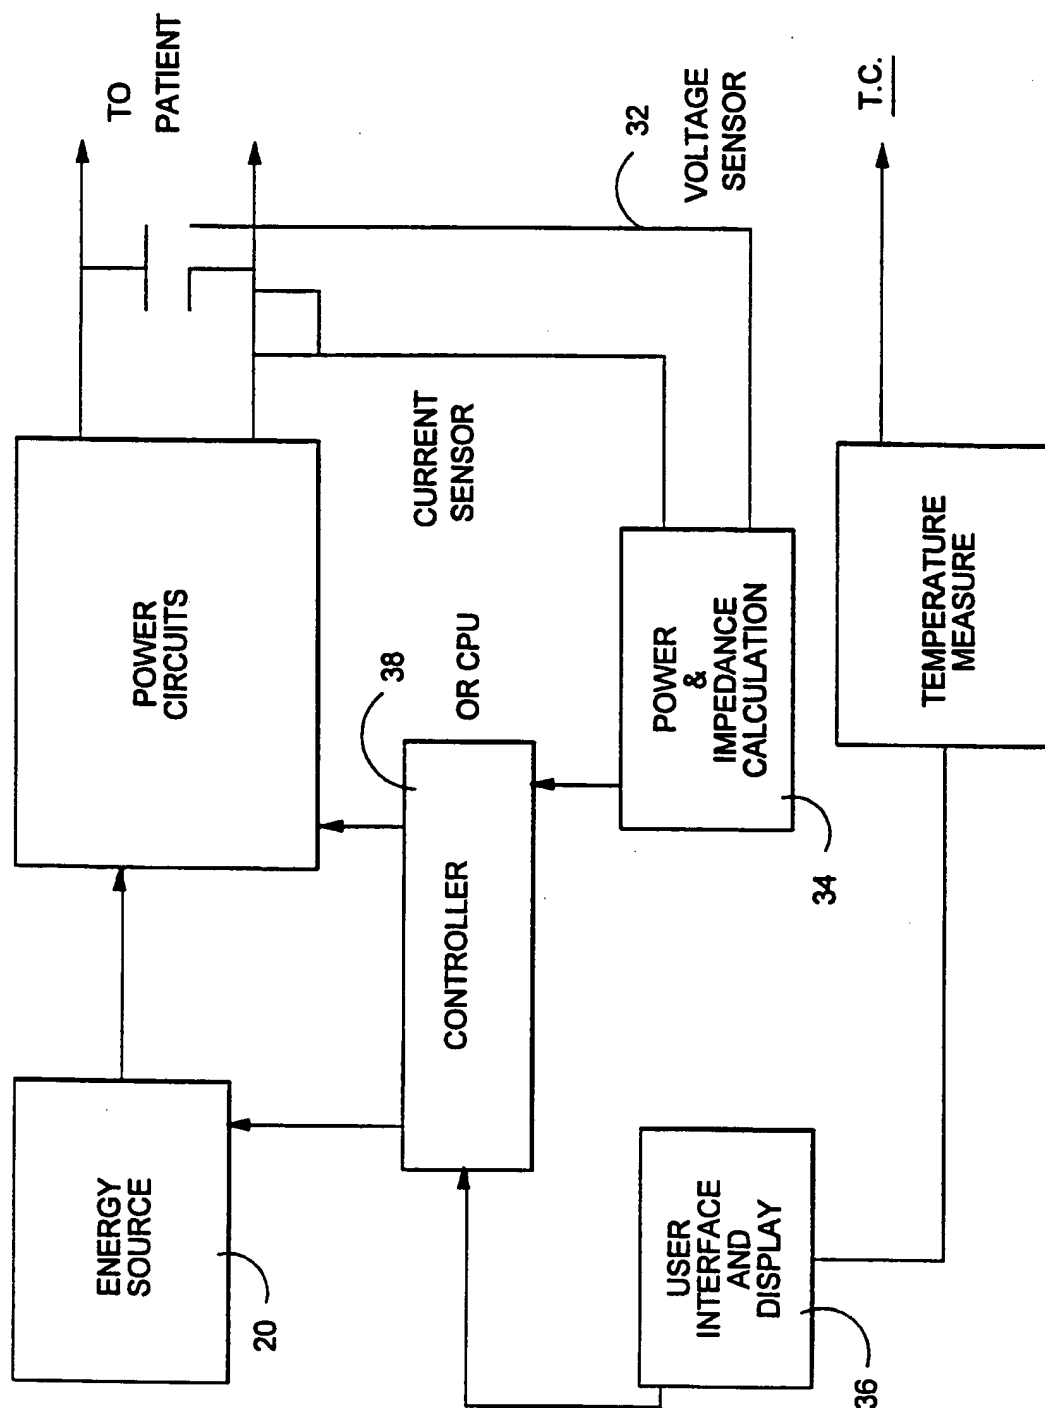 ENERGY
SOURCE
20
POWER
CIRCUITS
TO
PATIENT
CONTROLLER
38
OR CPU
CURRENT
SENSOR
32
VOLTAGE
SENSOR
USER
INTERFACE
AND
DISPLAY
36
POWER
&
IMPEDANCE
CALCULATION
34
TEMPERATURE
MEASURE
T.C.